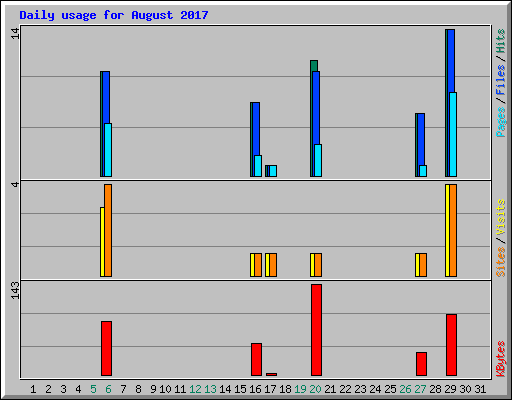 Daily usage for August 2017
14
Pages / Files / Hits
4
Sites / Visits
143
KBytes
1 2 3 4 5 6 7 8 9 10 11 12 13 14 15 16 17 18 19 20 21 22 23 24 25 26 27 28 29 30 31